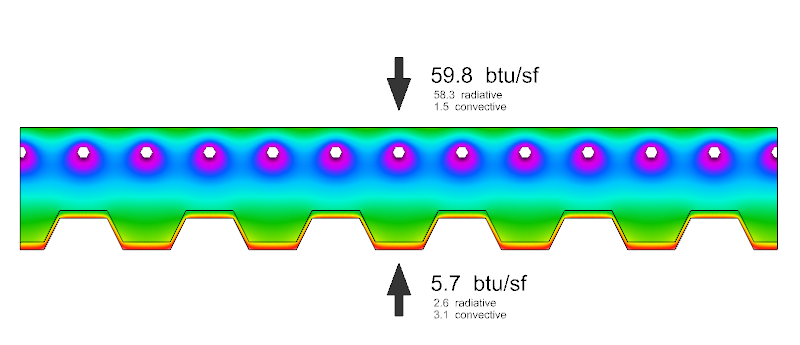 59.8 btu/sf
58.3 radiative
1.5 convective
5.7 btu/sf
2.6 radiative
3.1 convective